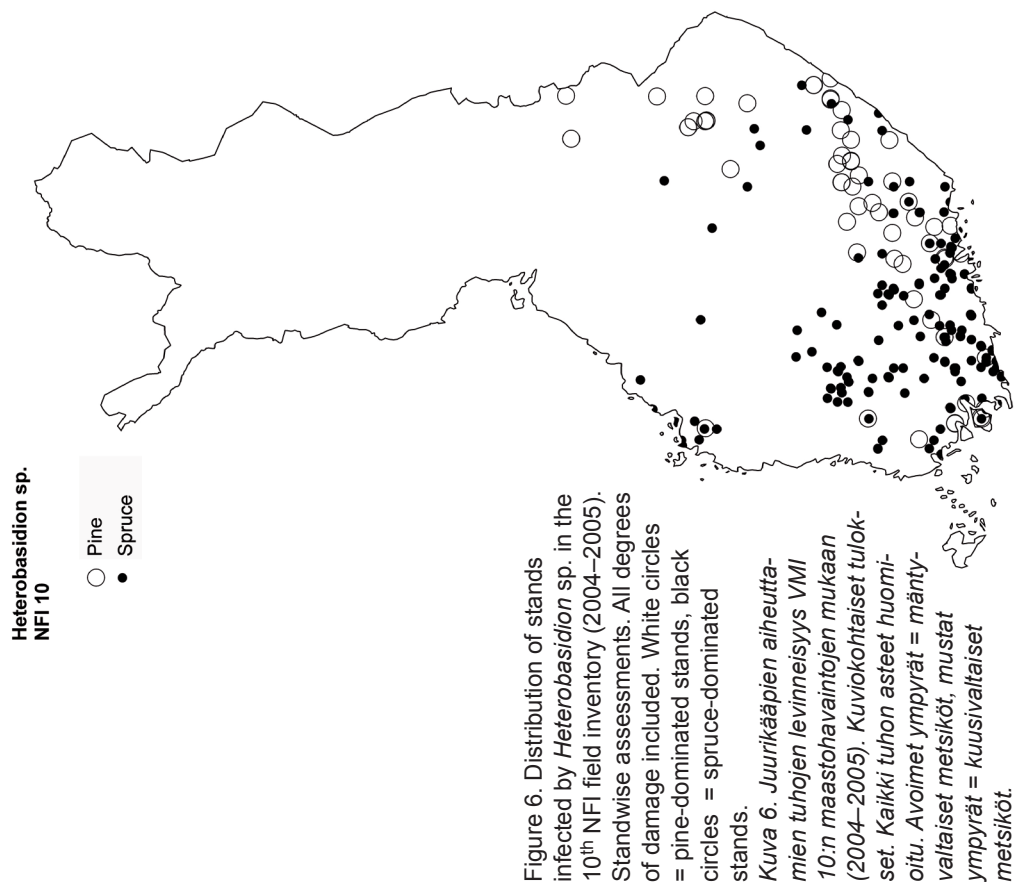 Heterobasidion sp.
NFI 10
Pine
Spruce
Figure 6. Distribution of stands
infected by Heterobasidion sp. in the
10th NFI field inventory (2004–2005).
Standwise assessments. All degrees
of damage included. White circles
= pine-dominated stands, black
circles = spruce-dominated
stands.
Kuva 6. Juurikääpien aiheutta-
mien tuhojen levinneisyys VMI
10:n maastohavaintojen mukaan
(2004–2005). Kuviokohtaiset tulok-
set. Kaikki tuhon asteet huomi-
oitu. Avoimet ympyrät = mänty-
valtaiset metsiköt, mustat
ympyrät = kuusivaltaiset
metsiköt.